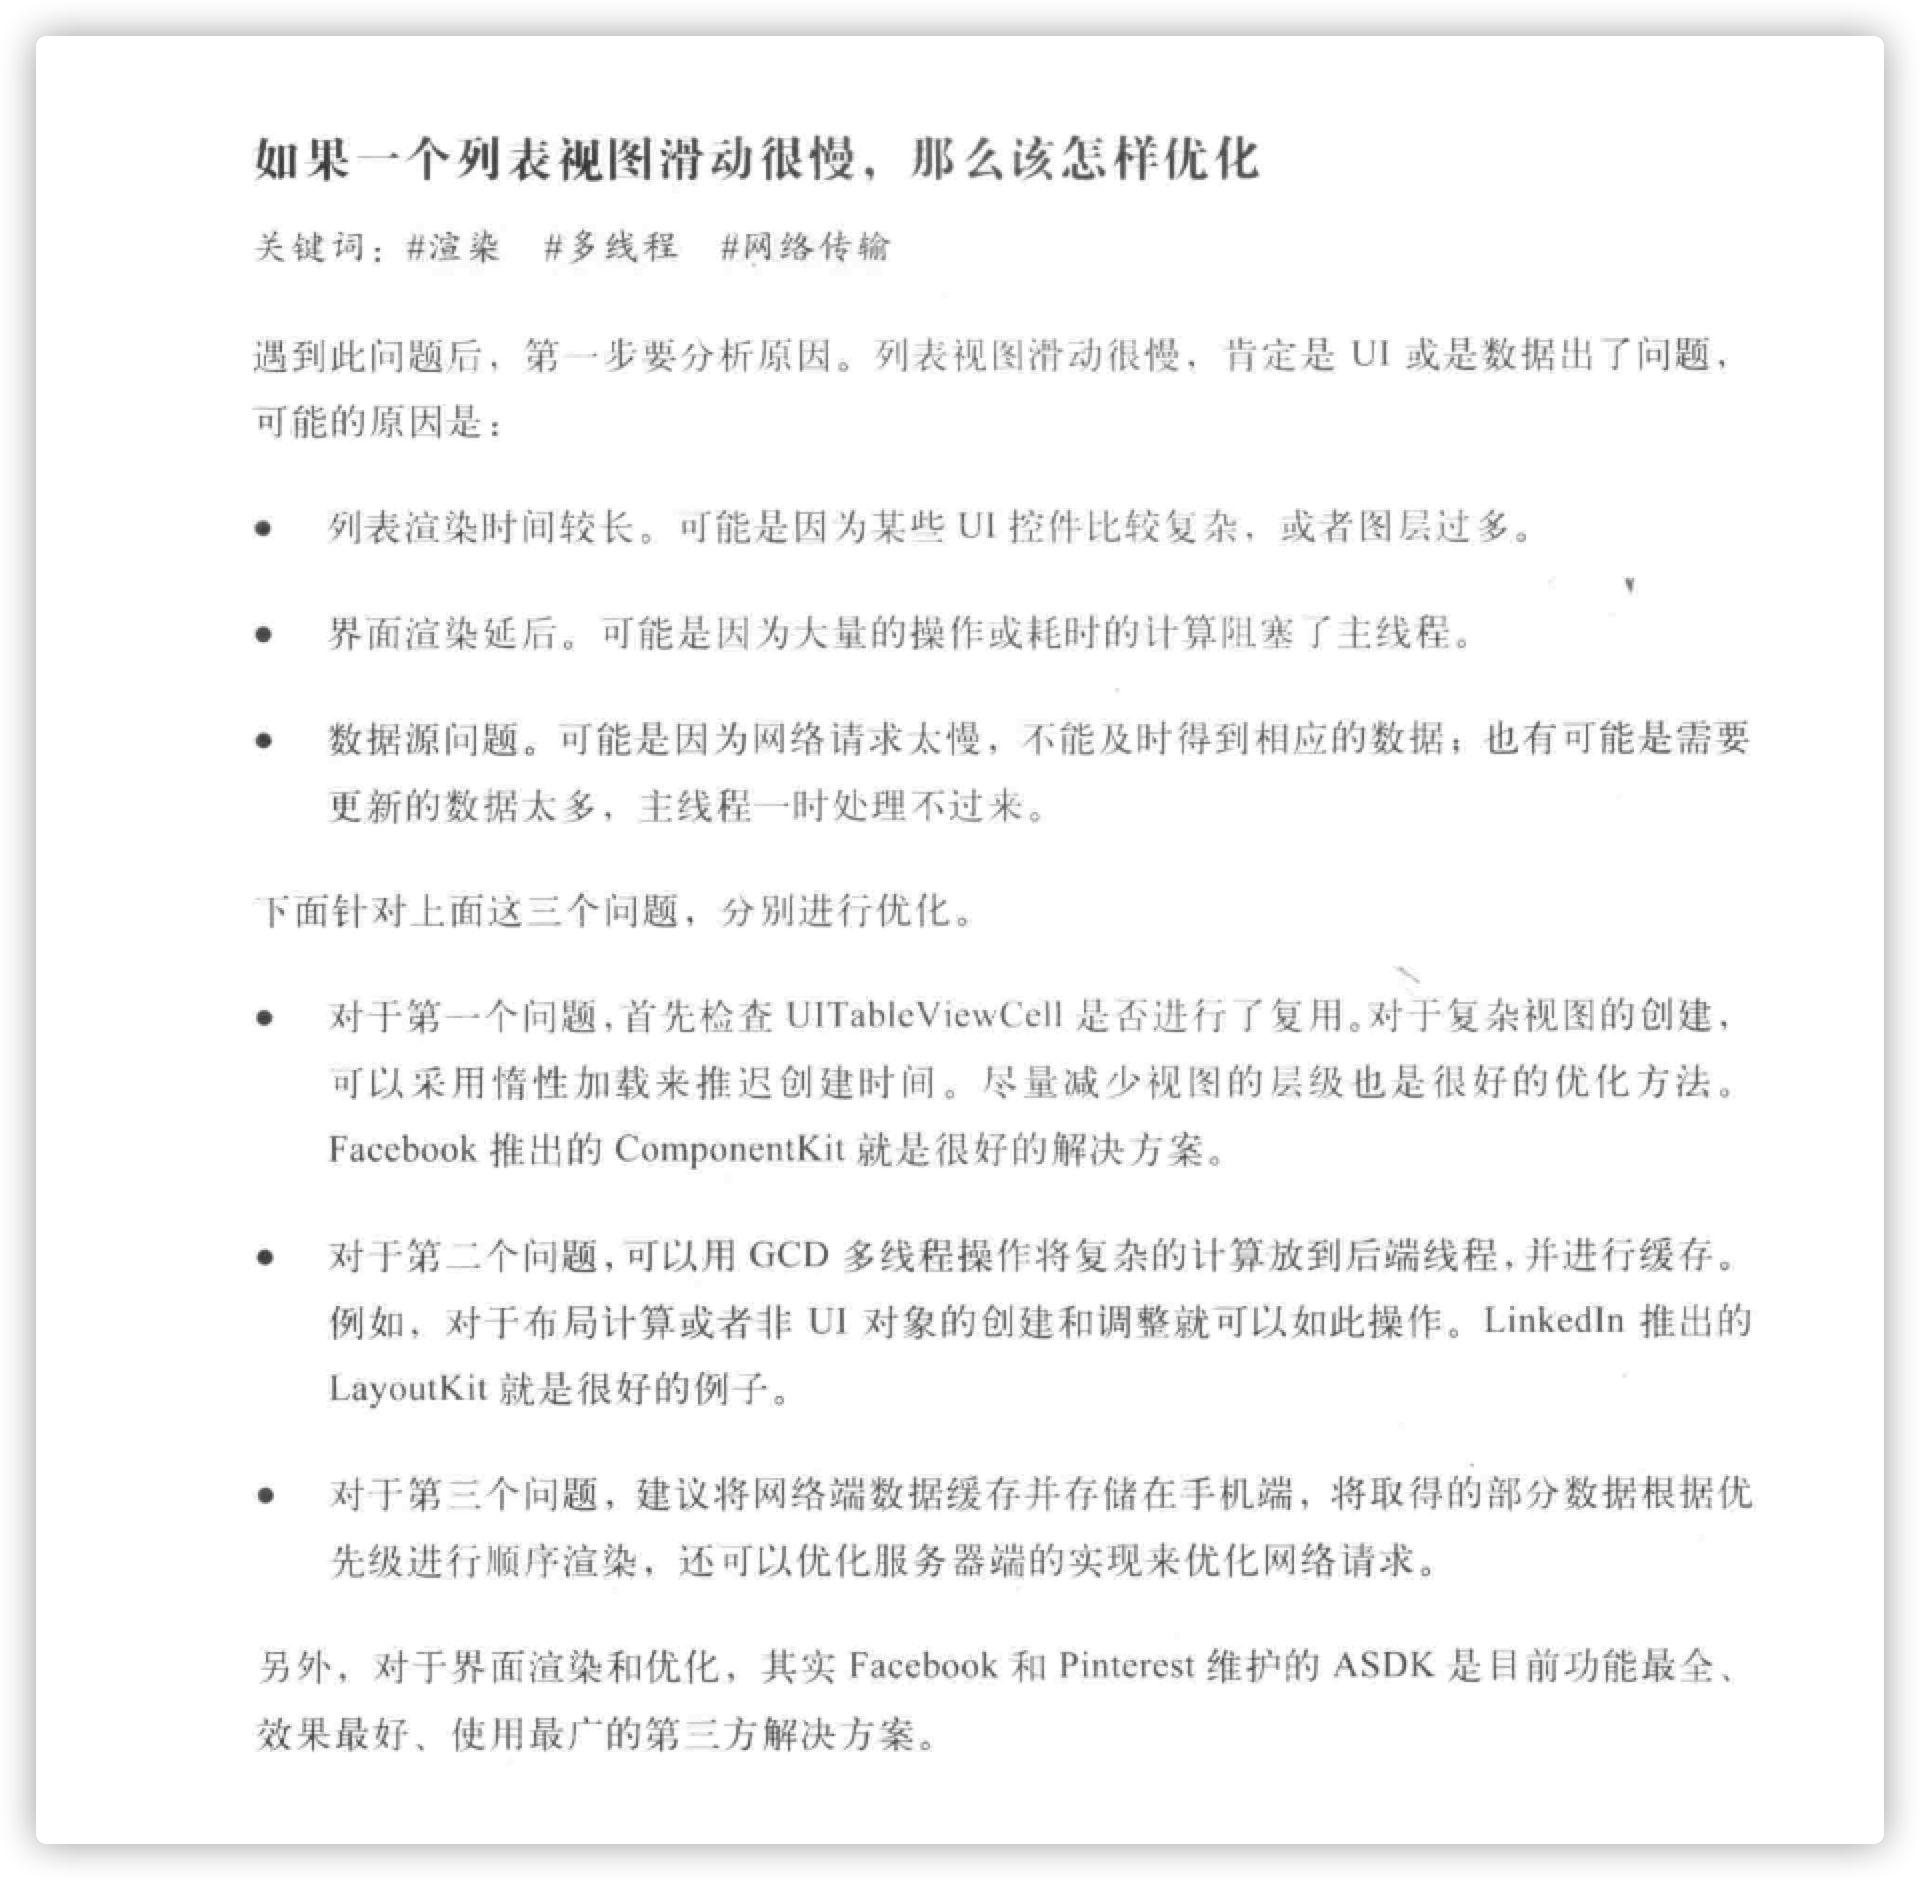 如果一个列表视图滑动很慢，那么该怎样优化
关键词：#渲染 #多线程 #网络传输
遇到此问题后，第一步要分析原因。列表视图滑动很慢，肯定是 UI 或是数据出了问题，
可能的原因是：
● 列表渲染时间较长。可能是因为某些 UI 控件比较复杂，或者图层过多。
● 界面渲染延后。可能是因为大量的操作或耗时的计算阻塞了主线程。
● 数据源问题。可能是因为网络请求太慢，不能及时得到相应的数据；也有可能是需要
更新的数据太多，主线程一时处理不过来。
下面针对上面这三个问题，分别进行优化。
● 对于第一个问题，首先检查 UITableViewCell 是否进行了复用。对于复杂视图的创建，
可以采用惰性加载来推迟创建时间。尽量减少视图的层级也是很好的优化方法。
Facebook 推出的 ComponentKit 就是很好的解决方案。
● 对于第二个问题，可以用 GCD 多线程操作将复杂的计算放到后端线程，并进行缓存。
例如，对于布局计算或者非 UI 对象的创建和调整就可以如此操作。LinkedIn 推出的
LayoutKit 就是很好的例子。
● 对于第三个问题，建议将网络端数据缓存并存储在手机端，将取得的部分数据根据优
先级进行顺序渲染，还可以优化服务器端的实现来优化网络请求。
另外，对于界面渲染和优化，其实 Facebook 和 Pinterest 维护的 ASDK 是目前功能最全、
效果最好、使用最广的第三方解决方案。